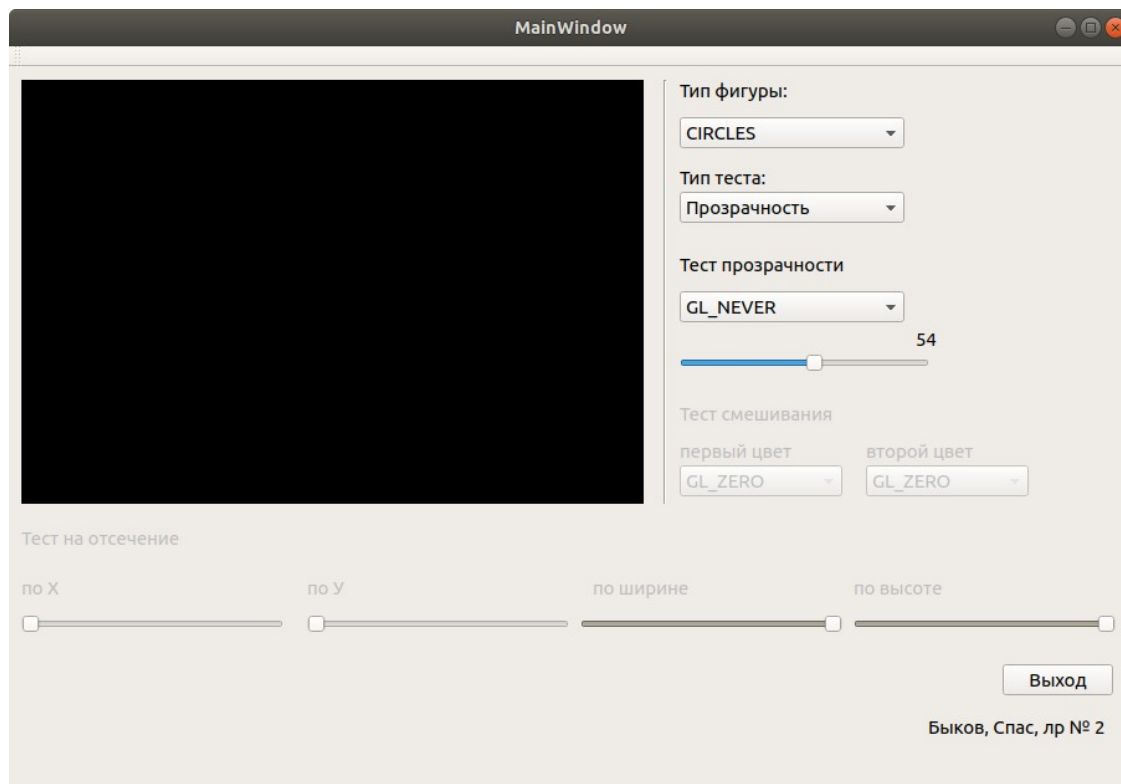 MainWindow
Тип фигуры:
CIRCLES
Тип теста:
Прозрачность
Тест прозрачности
GL_NEVER
54
Тест смешивания
первый цвет второй цвет
GL_ZERO GL_ZERO
Тест на отсечение
по X по У по ширине по высоте
Выход
Быков, Спас, лр № 2